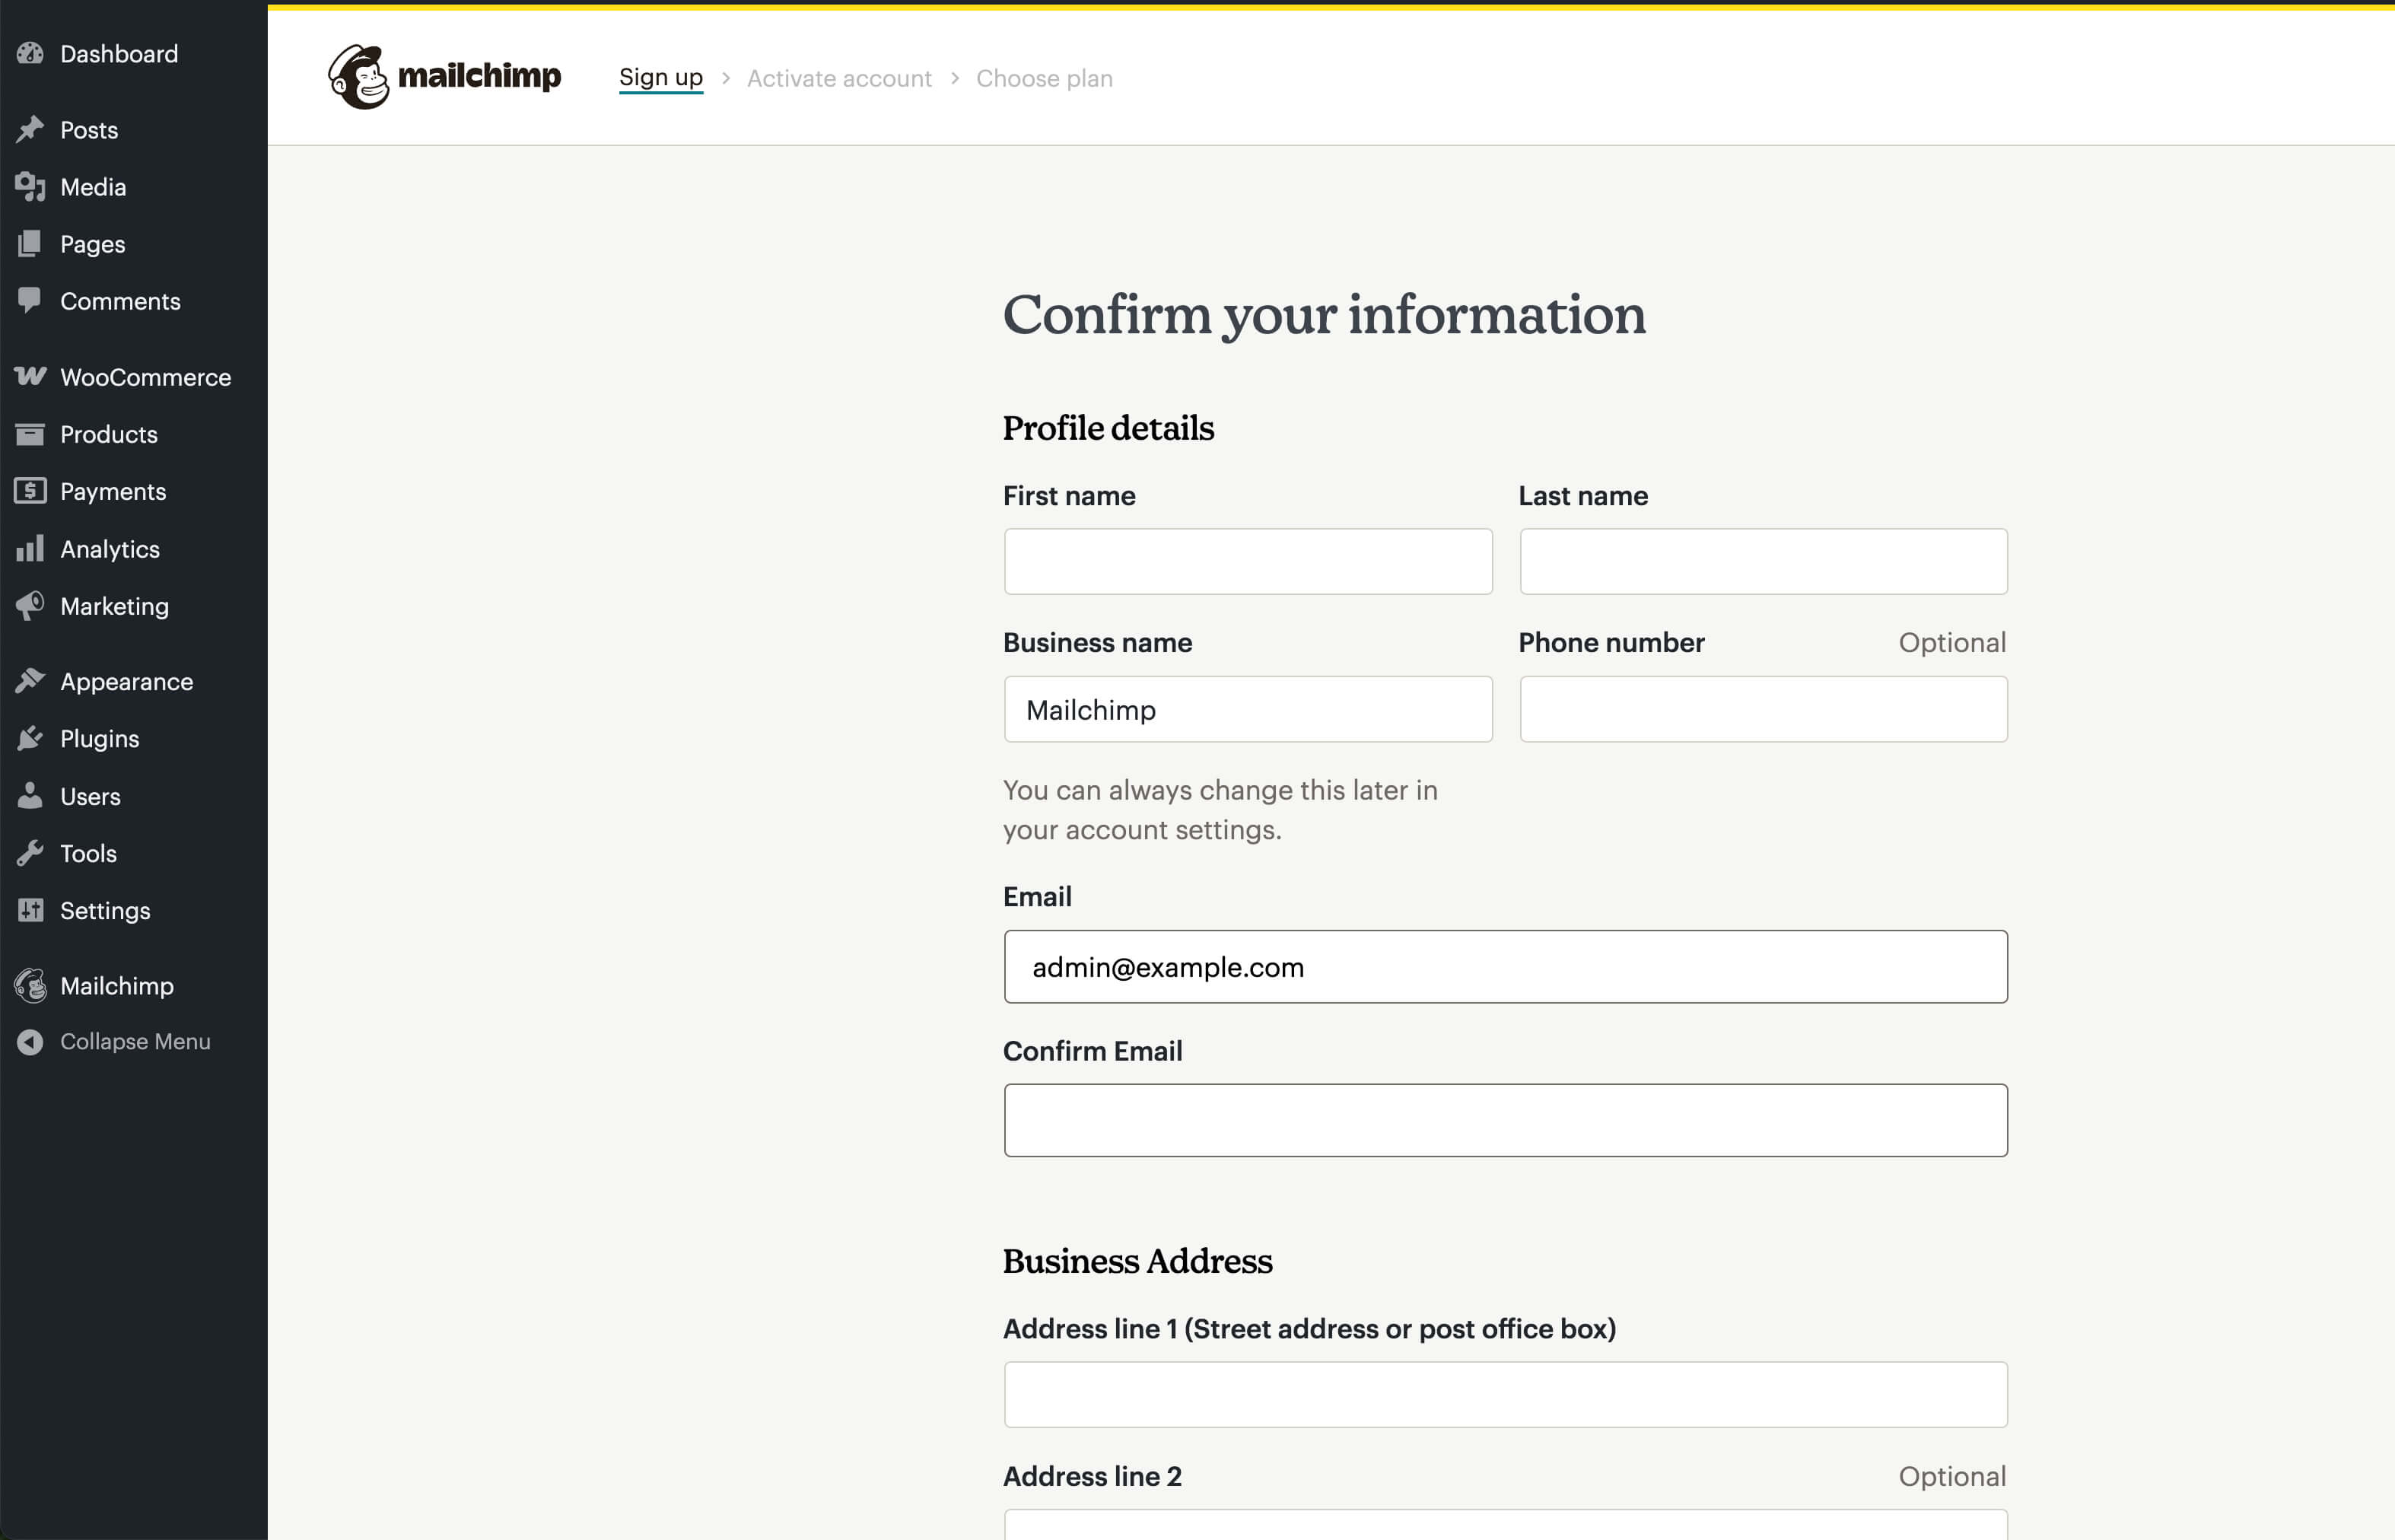 Dashboard
Posts
Media
Pages
Comments
WooCommerce
Products
Payments
Analytics
Marketing
Appearance
Plugins
Users
Tools
Settings
Mailchimp
Collapse Menu
mailchimp
Sign up > Activate account > Choose plan
Confirm your information
Profile details
First name
Last name
Business name
Mailchimp
You can always change this later in
your account settings.
Phone number Optional
Email
admin@example.com
Confirm Email
Business Address
Address line 1 (Street address or post office box)
Address line 2 Optional